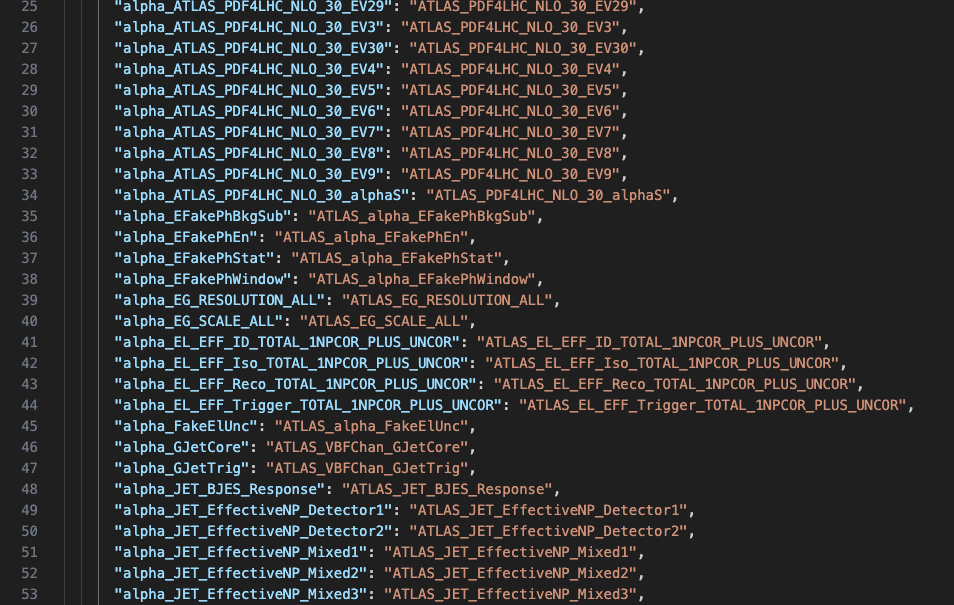 25 "alpha_ATLAS_PDF4LHC_NLO_30_EV29": "ATLAS_PDF4LHC_NLO_30_EV29",
26 "alpha_ATLAS_PDF4LHC_NLO_30_EV3": "ATLAS_PDF4LHC_NLO_30_EV3",
27 "alpha_ATLAS_PDF4LHC_NLO_30_EV30": "ATLAS_PDF4LHC_NLO_30_EV30",
28 "alpha_ATLAS_PDF4LHC_NLO_30_EV4": "ATLAS_PDF4LHC_NLO_30_EV4",
29 "alpha_ATLAS_PDF4LHC_NLO_30_EV5": "ATLAS_PDF4LHC_NLO_30_EV5",
30 "alpha_ATLAS_PDF4LHC_NLO_30_EV6": "ATLAS_PDF4LHC_NLO_30_EV6",
31 "alpha_ATLAS_PDF4LHC_NLO_30_EV7": "ATLAS_PDF4LHC_NLO_30_EV7",
32 "alpha_ATLAS_PDF4LHC_NLO_30_EV8": "ATLAS_PDF4LHC_NLO_30_EV8",
33 "alpha_ATLAS_PDF4LHC_NLO_30_EV9": "ATLAS_PDF4LHC_NLO_30_EV9",
34 "alpha_ATLAS_PDF4LHC_NLO_30_alphaS": "ATLAS_PDF4LHC_NLO_30_alphaS",
35 "alpha_EFakePhBkgSub": "ATLAS_alpha_EFakePhBkgSub",
36 "alpha_EFakePhEn": "ATLAS_alpha_EFakePhEn",
37 "alpha_EFakePhStat": "ATLAS_alpha_EFakePhStat",
38 "alpha_EFakePhWindow": "ATLAS_alpha_EFakePhWindow",
39 "alpha_EG_RESOLUTION_ALL": "ATLAS_EG_RESOLUTION_ALL",
40 "alpha_EG_SCALE_ALL": "ATLAS_EG_SCALE_ALL",
41 "alpha_EL_EFF_ID_TOTAL_1NPCOR_PLUS_UNCOR": "ATLAS_EL_EFF_ID_TOTAL_1NPCOR_PLUS_UNCOR",
42 "alpha_EL_EFF_Iso_TOTAL_1NPCOR_PLUS_UNCOR": "ATLAS_EL_EFF_Iso_TOTAL_1NPCOR_PLUS_UNCOR",
43 "alpha_EL_EFF_Reco_TOTAL_1NPCOR_PLUS_UNCOR": "ATLAS_EL_EFF_Reco_TOTAL_1NPCOR_PLUS_UNCOR",
44 "alpha_EL_EFF_Trigger_TOTAL_1NPCOR_PLUS_UNCOR": "ATLAS_EL_EFF_Trigger_TOTAL_1NPCOR_PLUS_UNCOR",
45 "alpha_FakeElUnc": "ATLAS_alpha_FakeElUnc",
46 "alpha_GJetCore": "ATLAS_VBFChan_GJetCore",
47 "alpha_GJetTrig": "ATLAS_VBFChan_GJetTrig",
48 "alpha_JET_BJES_Response": "ATLAS_JET_BJES_Response",
49 "alpha_JET_EffectiveNP_Detector1": "ATLAS_JET_EffectiveNP_Detector1",
50 "alpha_JET_EffectiveNP_Detector2": "ATLAS_JET_EffectiveNP_Detector2",
51 "alpha_JET_EffectiveNP_Mixed1": "ATLAS_JET_EffectiveNP_Mixed1",
52 "alpha_JET_EffectiveNP_Mixed2": "ATLAS_JET_EffectiveNP_Mixed2",
53 "alpha_JET_EffectiveNP_Mixed3": "ATLAS_JET_EffectiveNP_Mixed3",